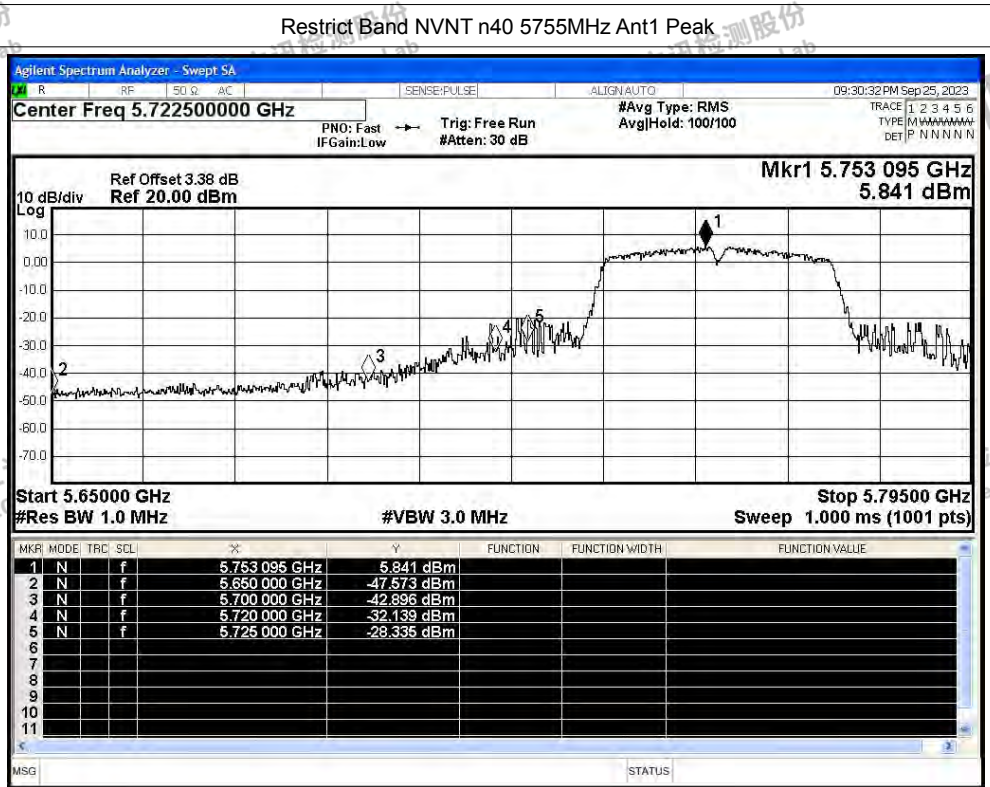 Restrict Band NVNT n40 5755MHz Ant1 Peak
Agilent Spectrum Analyzer - Swept SA
R RF 50 Ω AC SENSE:PULSE ALIGN AUTO 09:30:32 PM Sep 25, 2023
Center Freq 5.722500000 GHz
PNO: Fast
IFGain:Low
Trig: Free Run
#Atten: 30 dB
#Avg Type: RMS
Avg|Hold: 100/100
TRACE 1 2 3 4 5 6
TYPE M
DET P N N N N N
Mkr1 5.753 095 GHz
5.841 dBm
Ref Offset 3.38 dB
10 dB/div Ref 20.00 dBm
Log
10.0
0.00
-10.0
-20.0
-30.0
-40.0
-50.0
-60.0
-70.0
1
2
3
4
5
Start 5.65000 GHz Stop 5.79500 GHz
#Res BW 1.0 MHz #VBW 3.0 MHz Sweep 1.000 ms (1001 pts)
MKR MODE TRC SCL X Y FUNCTION FUNCTION WIDTH FUNCTION VALUE
1 N f 5.753 095 GHz 5.841 dBm
2 N f 5.650 000 GHz -47.573 dBm
3 N f 5.700 000 GHz -42.896 dBm
4 N f 5.720 000 GHz -32.139 dBm
5 N f 5.725 000 GHz -28.335 dBm
6
7
8
9
10
11
MSG STATUS